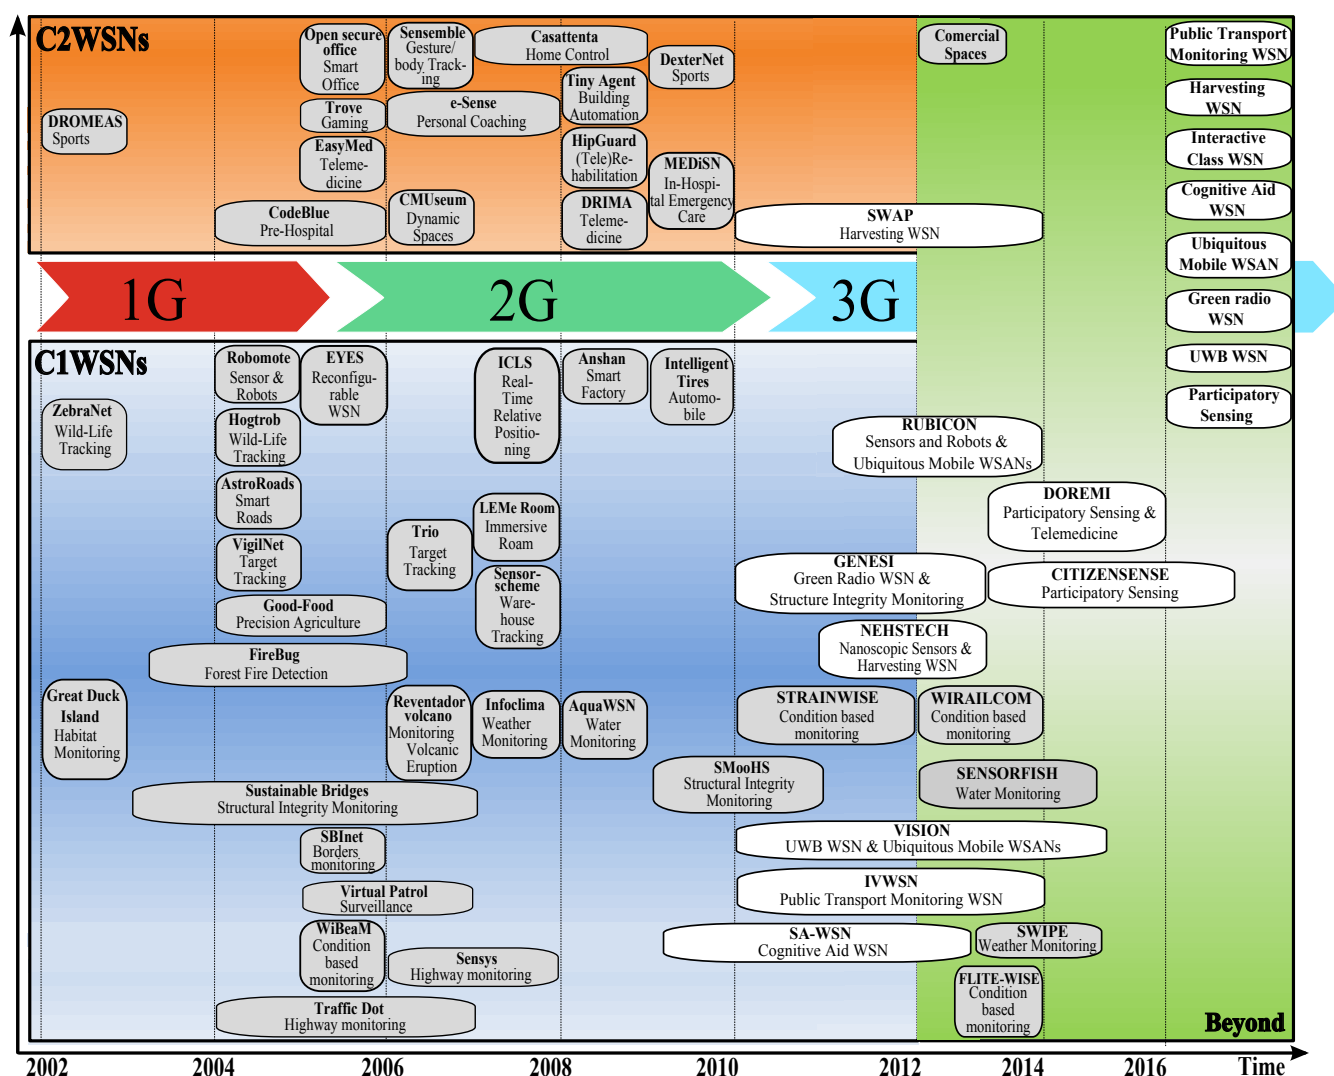 C2WSNs
DROMEAS
Sports
Open secure
office
Smart
Office
Trove
Gaming
EasyMed
Teleme-
dicine
CodeBlue
Pre-Hospital
Sensemble
Gesture/
body Track-
ing
e-Sense
Personal Coaching
CMUseum
Dynamic
Spaces
Casattenta
Home Control
Tiny Agent
Building
Automation
HipGuard
(Tele)Re-
habilitation
DRIMA
Teleme-
dicine
DexterNet
Sports
MEDiSN
In-Hospi-
tal Emergency
Care
SWAP
Harvesting WSN
Comercial
Spaces
Public Transport
Monitoring WSN
Harvesting
WSN
Interactive
Class WSN
Cognitive Aid
WSN
Ubiquitous
Mobile WSAN
Green radio
WSN
UWB WSN
Participatory
Sensing
1G
2G
3G
C1WSNs
ZebraNet
Wild-Life
Tracking
Great Duck
Island
Habitat
Monitoring
Robomote
Sensor &
Robots
Hogtrob
Wild-Life
Tracking
AstroRoads
Smart
Roads
VigilNet
Target
Tracking
Good-Food
Precision Agriculture
FireBug
Forest Fire Detection
EYES
Reconfigu-
rable
WSN
Sustainable Bridges
Structural Integrity Monitoring
SBInet
Borders
monitoring
Virtual Patrol
Surveillance
WiBeaM
Condition
based
monitoring
Traffic Dot
Highway monitoring
Sensys
Highway monitoring
Trio
Target
Tracking
Reventador
volcano
Monitoring
Volcanic
Eruption
ICLS
Real-
Time
Relative
Positio-
ning
LEMe Room
Immersive
Roam
Sensor-
scheme
Ware-
house
Tracking
Infoclima
Weather
Monitoring
Anshan
Smart
Factory
AquaWSN
Water
Monitoring
Intelligent
Tires
Automo-
bile
RUBICON
Sensors and Robots &
Ubiquitous Mobile WSANs
DOREMI
Participatory Sensing &
Telemedicine
GENESI
Green Radio WSN &
Structure Integrity Monitoring
CITIZENSENSE
Participatory Sensing
NEHSTECH
Nanoscopic Sensors &
Harvesting WSN
STRAINWISE
Condition based
monitoring
WIRAILCOM
Condition based
monitoring
SMooHS
Structural Integrity
Monitoring
SENSORFISH
Water Monitoring
VISION
UWB WSN & Ubiquitous Mobile WSANs
IVWSN
Public Transport Monitoring WSN
SA-WSN
Cognitive Aid WSN
SWIPE
Weather Monitoring
FLITE-WISE
Condition
based
monitoring
Beyond
2002
2004
2006
2008
2010
2012
2014
2016
Time